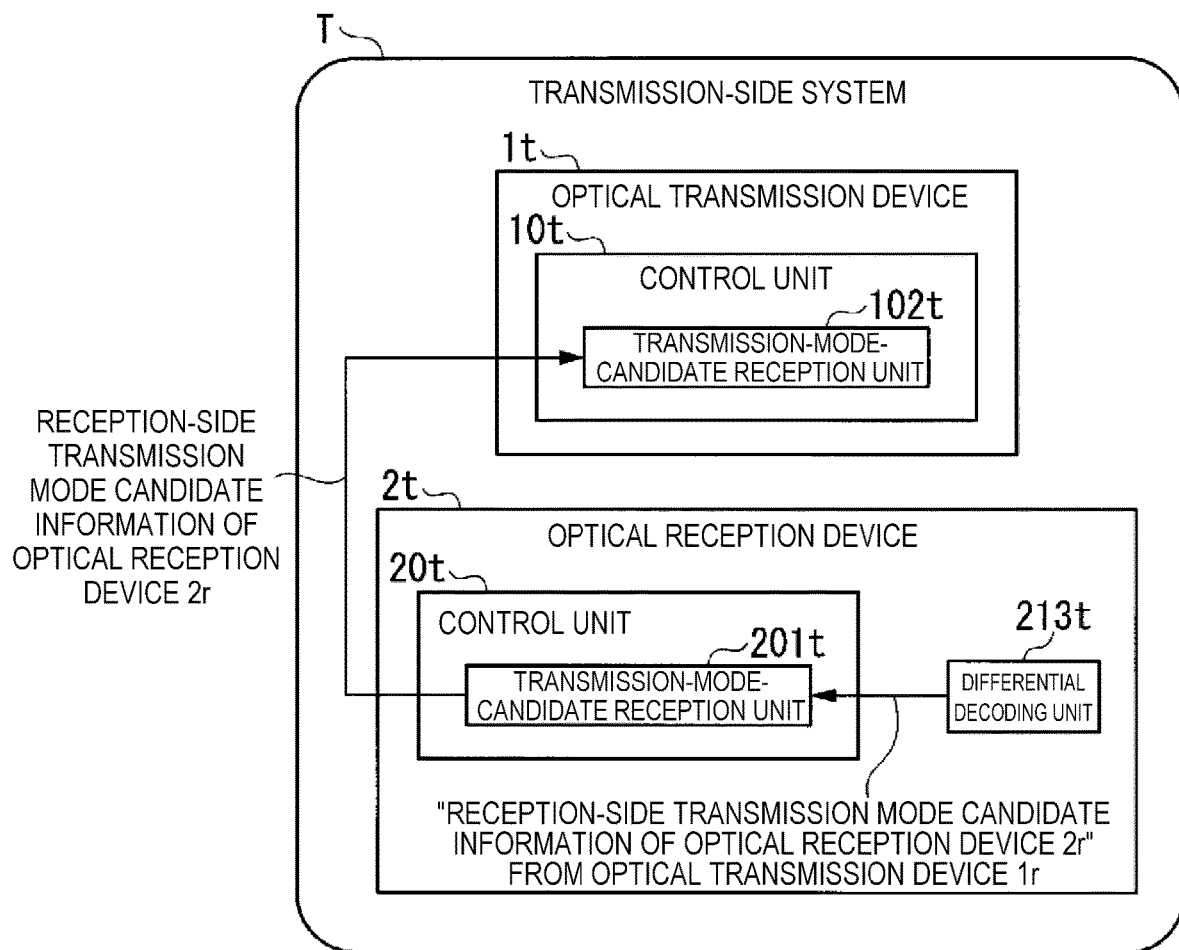 T
TRANSMISSION-SIDE SYSTEM
1t
OPTICAL TRANSMISSION DEVICE
10t
CONTROL UNIT
102t
TRANSMISSION-MODE-
CANDIDATE RECEPTION UNIT
RECEPTION-SIDE
TRANSMISSION
MODE CANDIDATE
INFORMATION OF
OPTICAL RECEPTION
DEVICE 2r
2t
OPTICAL RECEPTION DEVICE
20t
CONTROL UNIT
201t
TRANSMISSION-MODE-
CANDIDATE RECEPTION UNIT
213t
DIFFERENTIAL
DECODING UNIT
"RECEPTION-SIDE TRANSMISSION MODE CANDIDATE
INFORMATION OF OPTICAL RECEPTION DEVICE 2r"
FROM OPTICAL TRANSMISSION DEVICE 1r